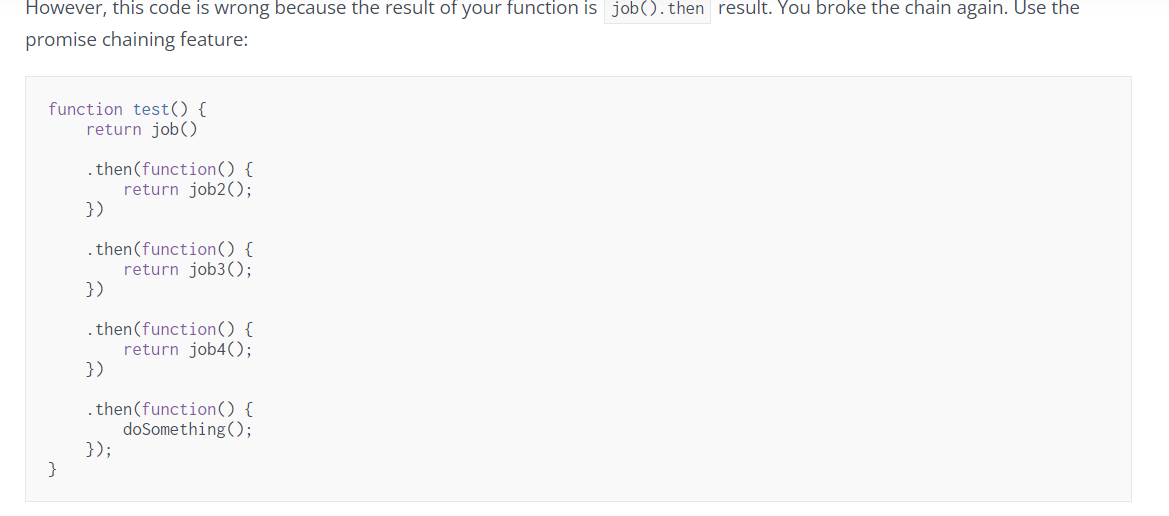 However, this code is wrong because the result of your function is job().then result. You broke the chain again. Use the
promise chaining feature:
function test() {
    return job()

    .then(function() {
        return job2();
    })

    .then(function() {
        return job3();
    })

    .then(function() {
        return job4();
    })

    .then(function() {
        doSomething();
    });
}